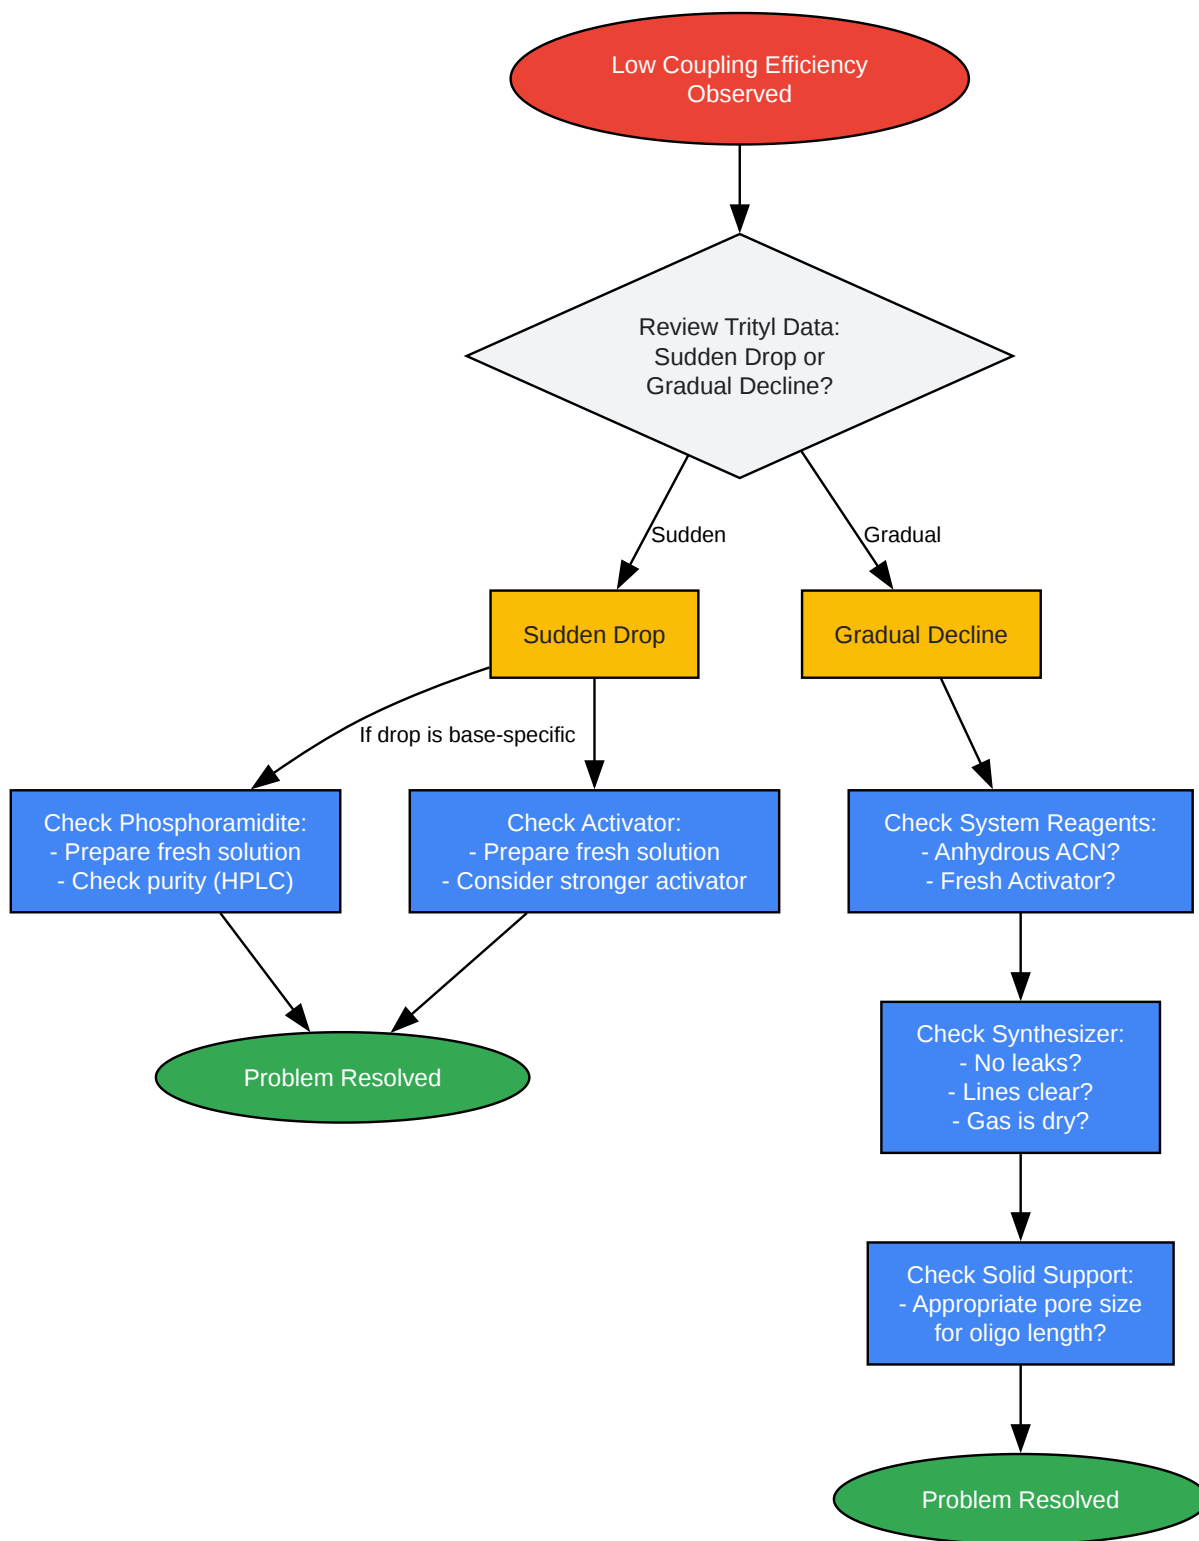 Low Coupling Efficiency
Observed
Review Trityl Data:
Sudden Drop or
Gradual Decline?
Sudden
Gradual
Sudden Drop
Gradual Decline
If drop is base-specific
Check Phosphoramidite:
- Prepare fresh solution
- Check purity (HPLC)
Check Activator:
- Prepare fresh solution
- Consider stronger activator
Check System Reagents:
- Anhydrous ACN?
- Fresh Activator?
Problem Resolved
Check Synthesizer:
- No leaks?
- Lines clear?
- Gas is dry?
Check Solid Support:
- Appropriate pore size
for oligo length?
Problem Resolved